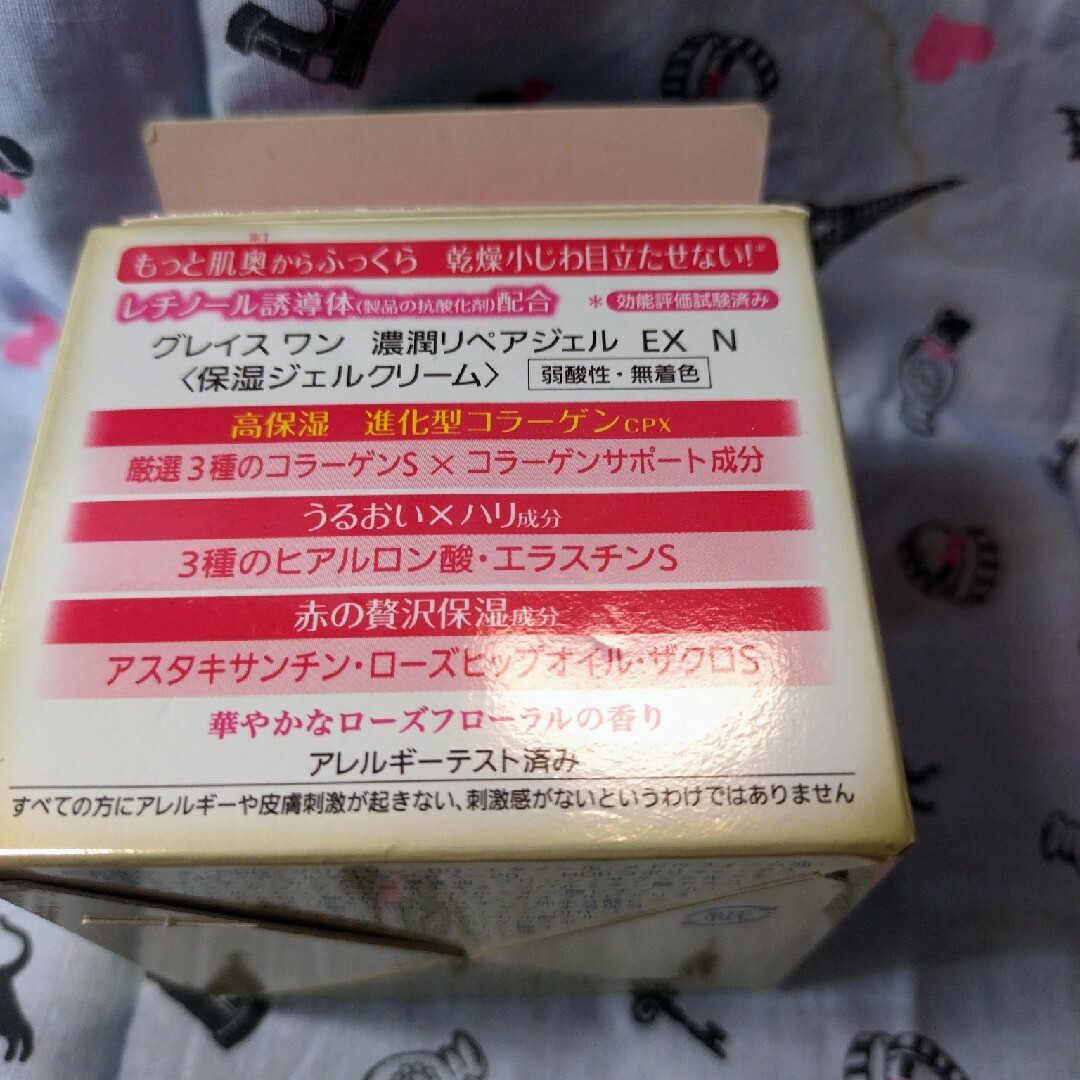 もっと肌奥からふっくら 乾燥小じわ目立たせない!*
レチノール誘導体(製品の抗酸化剤)配合 *効能評価試験済み
グレイス ワン 濃潤リペアジェル EX N
〈保湿ジェルクリーム〉 弱酸性・無着色
高保湿 進化型コラーゲンCPX
厳選3種のコラーゲンS×コラーゲンサポート成分
うるおい×ハリ成分
3種のヒアルロン酸・エラスチンS
赤の贅沢保湿成分
アスタキサンチン・ローズヒップオイル・ザクロS
華やかなローズフローラルの香り
アレルギーテスト済み
すべての方にアレルギーや皮膚刺激が起きない、刺激感がないというわけではありません